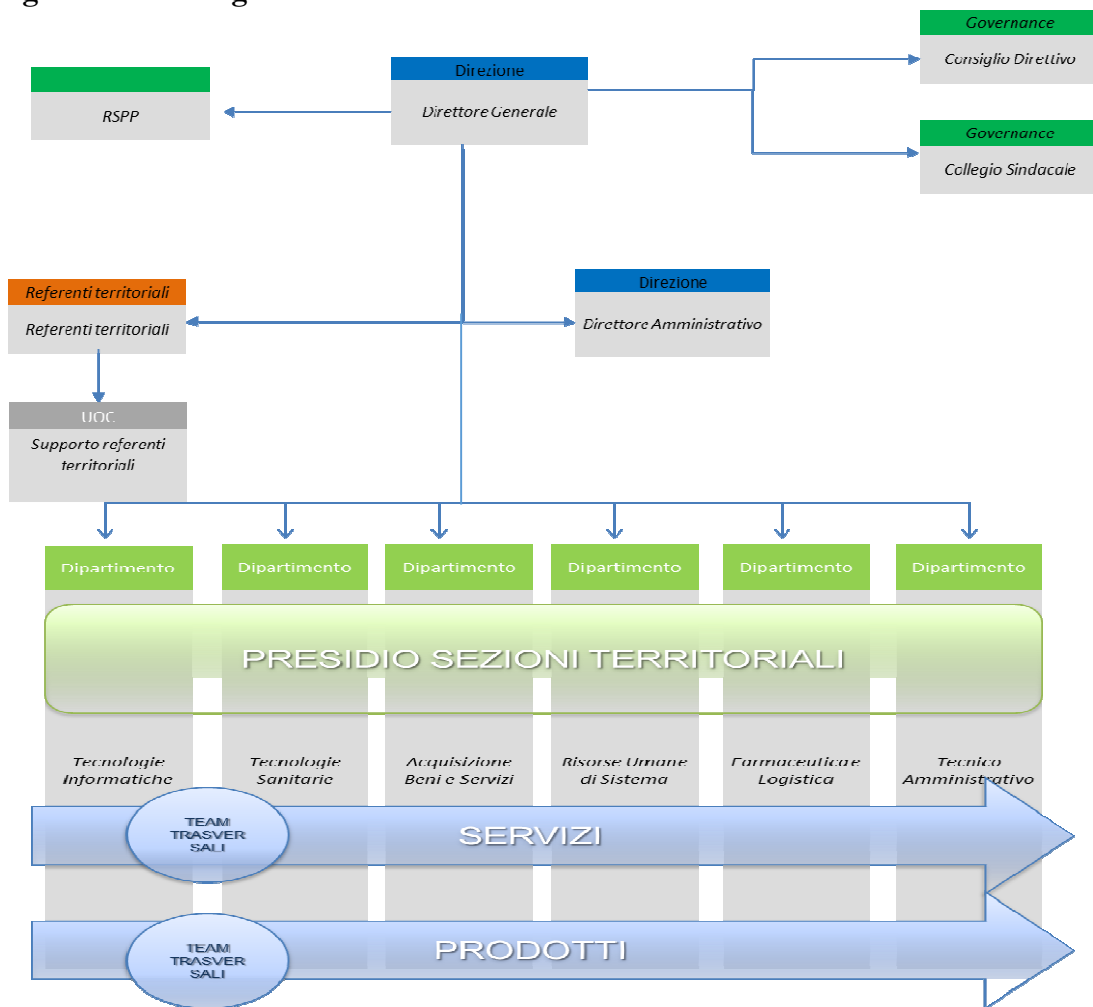 Governance
Consiglio Direttivo
Direzione
Direttore Generale
RSPP
Governance
Collegio Sindacale
Referenti territoriali
Referenti territoriali
Direzione
Direttore Amministrativo
UOC
Supporto referenti
territoriali
Dipartimento
Dipartimento
Dipartimento
Dipartimento
Dipartimento
Dipartimento
PRESIDIO SEZIONI TERRITORIALI
Tecnologie
Informatiche
Tecnologie
Sanitarie
Acquisizione
Beni e Servizi
Risorse Umane
di Sistema
Farmaceutica e
Logistica
Tecnico
Amministrativo
TEAM
TRASVER
SALI
SERVIZI
TEAM
TRASVER
SALI
PRODOTTI